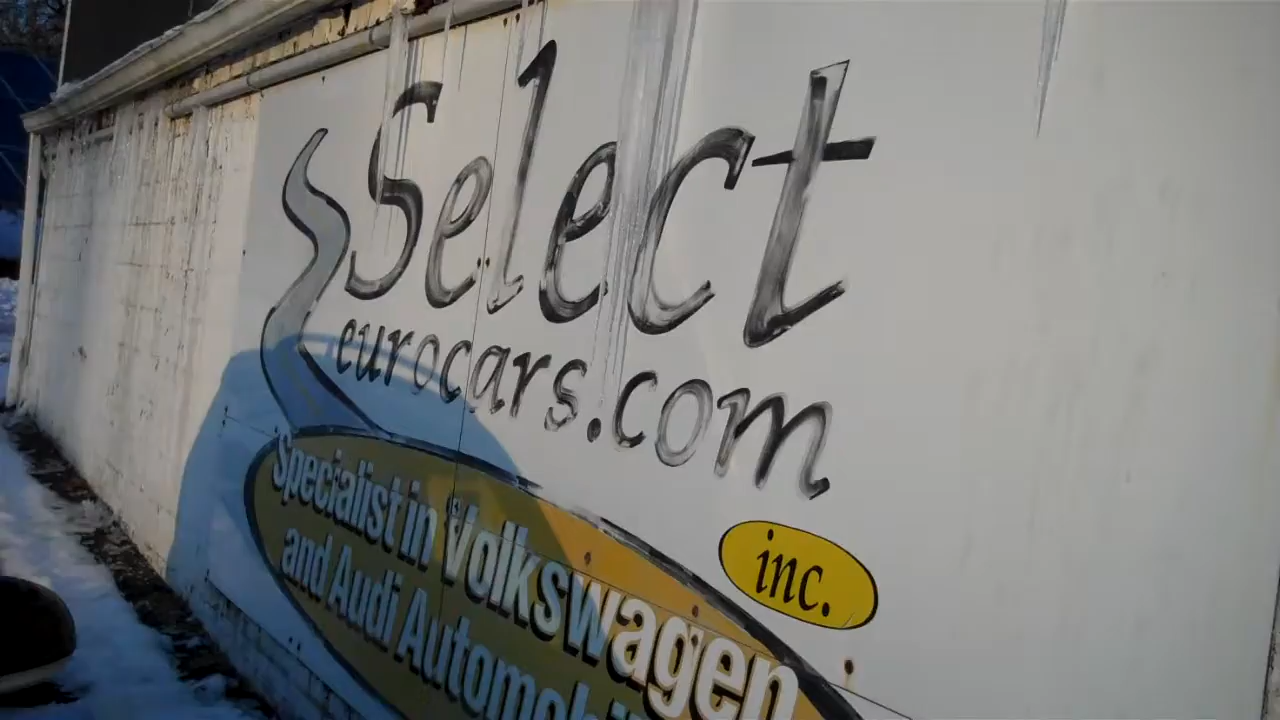 Select
eurocars.com
inc.
Specialist in Volkswagen
and Audi